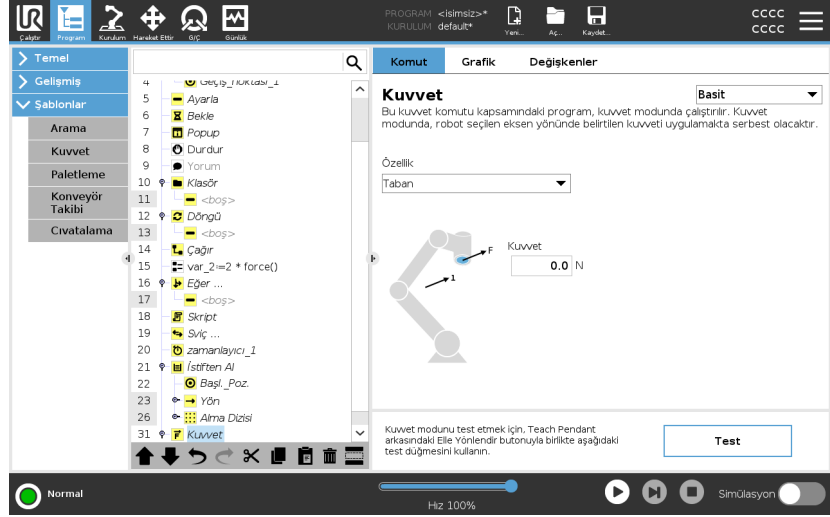 PROGRAM <isimsiz>*
KURULUM default*
cccc
cccc
UR
Çalıştır
Program
Kurulum
Hareket Ettir
G/Ç
Günlük
Yeni...
Aç...
Kaydet...
Temel
Gelişmiş
Şablonlar
Arama
Kuvvet
Paletleme
Konveyör
Takibi
Cıvatalama
4 Geçiş_noktası_1
5 Ayarla
6 Bekle
7 Popup
8 Durdur
9 Yorum
10 Klasör
11 <boş>
12 Döngü
13 <boş>
14 Çağır
15 var_2:=2 * force()
16 Eğer ...
17 <boş>
18 Skript
19 Sviç ...
20 zamanlayıcı_1
21 İstiften Al
22 Başl._Poz.
23 Yön
26 Alma Dizisi
31 Kuvvet
Komut
Grafik
Değişkenler
Kuvvet
Basit
Bu kuvvet komutu kapsamındaki program, kuvvet modunda çalıştırılır. Kuvvet
modunda, robot seçilen eksen yönünde belirtilen kuvveti uygulamakta serbest olacaktır.
Özellik
Taban
F
1
Kuvvet
0.0 N
Kuvvet modunu test etmek için, Teach Pendant
arkasındaki Elle Yönlendir butonuyla birlikte aşağıdaki
test düğmesini kullanın.
Test
Normal
Hız 100%
Simülasyon